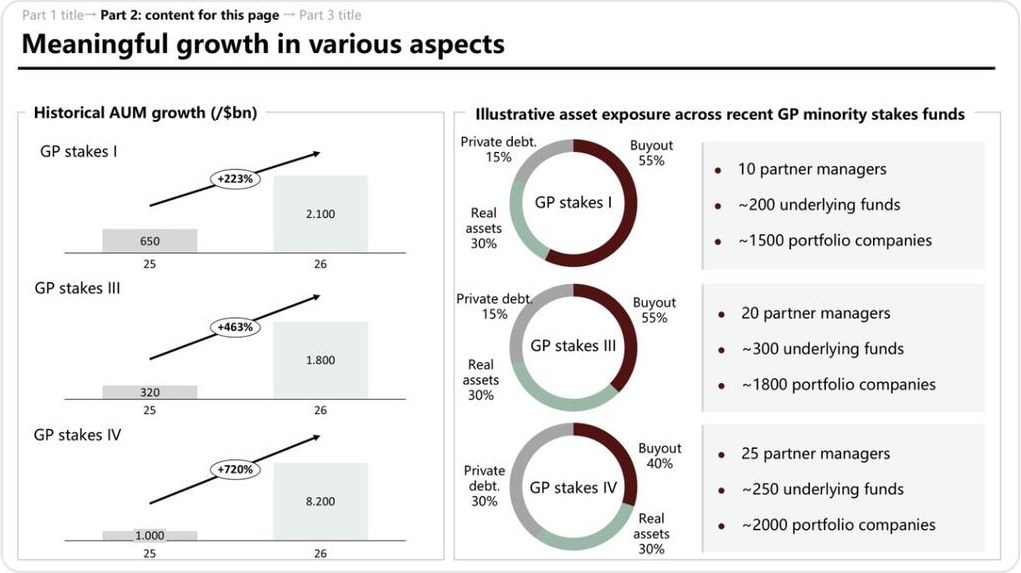 Part 1 title→ Part 2: content for this page → Part 3 title
Meaningful growth in various aspects
Historical AUM growth (/$bn)
GP stakes I
+223%
650
2.100
25
26
GP stakes III
+463%
320
1.800
25
26
GP stakes IV
+720%
1.000
8.200
25
26
Illustrative asset exposure across recent GP minority stakes funds
Private debt.
15%
Buyout
55%
GP stakes I
Real
assets
30%
• 10 partner managers
• ~200 underlying funds
• ~1500 portfolio companies
Private debt.
15%
Buyout
55%
GP stakes III
Real
assets
30%
• 20 partner managers
• ~300 underlying funds
• ~1800 portfolio companies
Buyout
40%
Private
debt.
30%
GP stakes IV
Real
assets
30%
• 25 partner managers
• ~250 underlying funds
• ~2000 portfolio companies